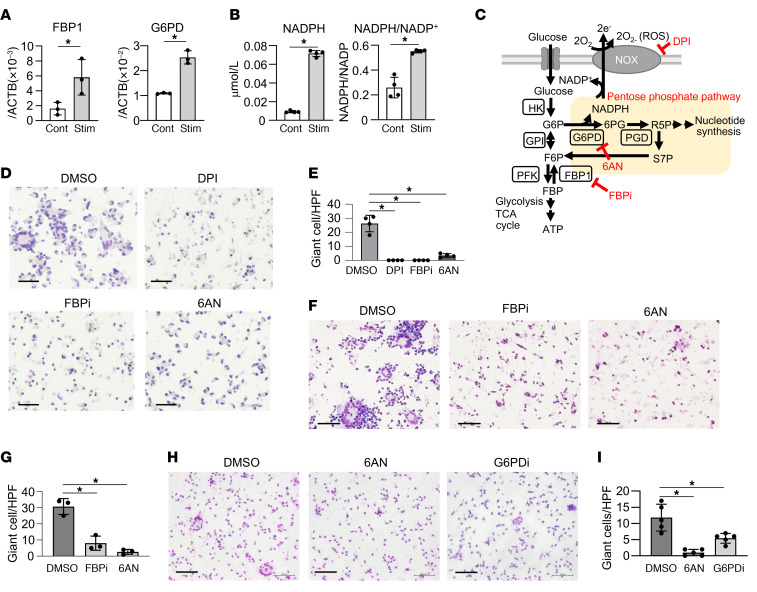 A
FBP1
/ACTB(×10⁻³)
10
8
6
4
2
0
*
Cont Stim
G6PD
/ACTB(×10⁻²)
4
3
2
1
0
*
Cont Stim
B
NADPH
μmol/L
0.08
0.06
0.04
0.02
0
*
Cont Stim
NADPH/NADP⁺
NADPH/NADP
0.6
0.4
0.2
0
*
Cont Stim
C
Glucose
2e⁻
2O₂
2O₂₋ (ROS)
DPI
NOX
NADP⁺
Glucose
Pentose phosphate pathway
HK
NADPH
G6P
6PG
R5P
Nucleotide
synthesis
GPI
G6PD
PGD
F6P
6AN
S7P
PFK
FBP1
FBP
FBPi
Glycolysis
TCA
cycle
ATP
D
DMSO
DPI
FBPi
6AN
E
Giant cell/HPF
40
30
20
10
0
*
*
*
DMSO DPI FBPi 6AN
F
DMSO
FBPi
6AN
G
Giant cell/HPF
40
30
20
10
0
*
*
DMSO FBPi 6AN
H
DMSO
6AN
G6PDi
I
Giant cells/HPF
20
15
10
5
0
*
*
DMSO 6AN G6PDi